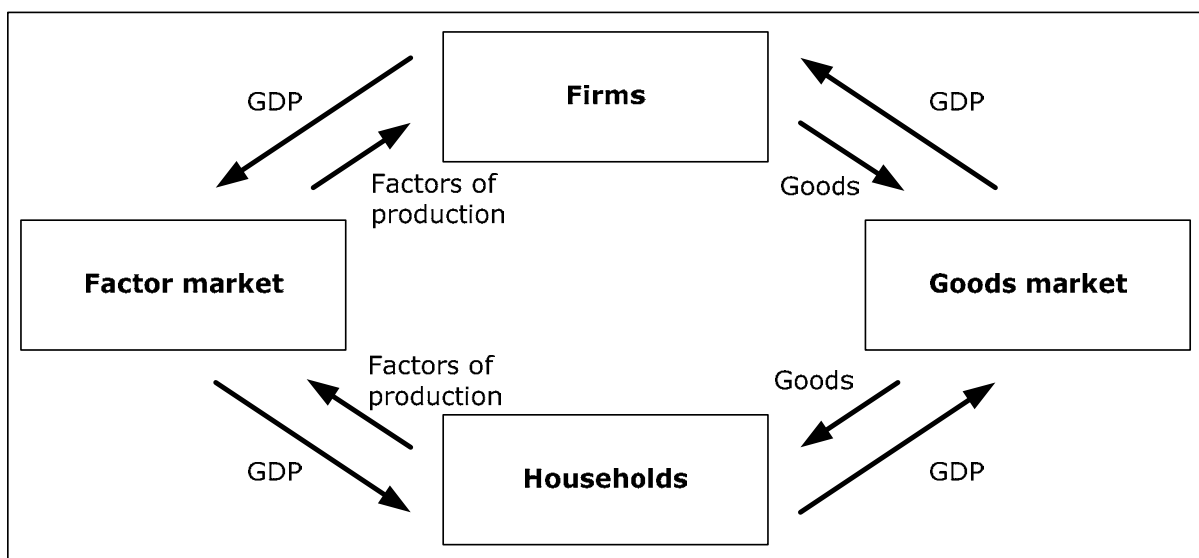 Firms
GDP
GDP
Factors of
production
Goods
Factor market
Goods market
Factors of
production
Goods
GDP
Households
GDP